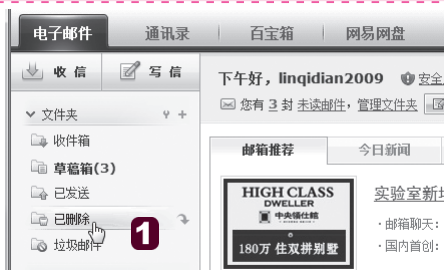 电子邮件 通讯录 百宝箱 网易网盘
收信 写信
下午好，linqidian2009 安全
您有 3 封 未读邮件，管理文件夹
文件夹
收件箱
草稿箱(3)
已发送
已删除
垃圾邮件
1
邮箱推荐 今日新闻
HIGH CLASS
DWELLER
中央领仕馆
180万 住双拼别墅
实验室新
·邮箱聊天：
·国内首创：